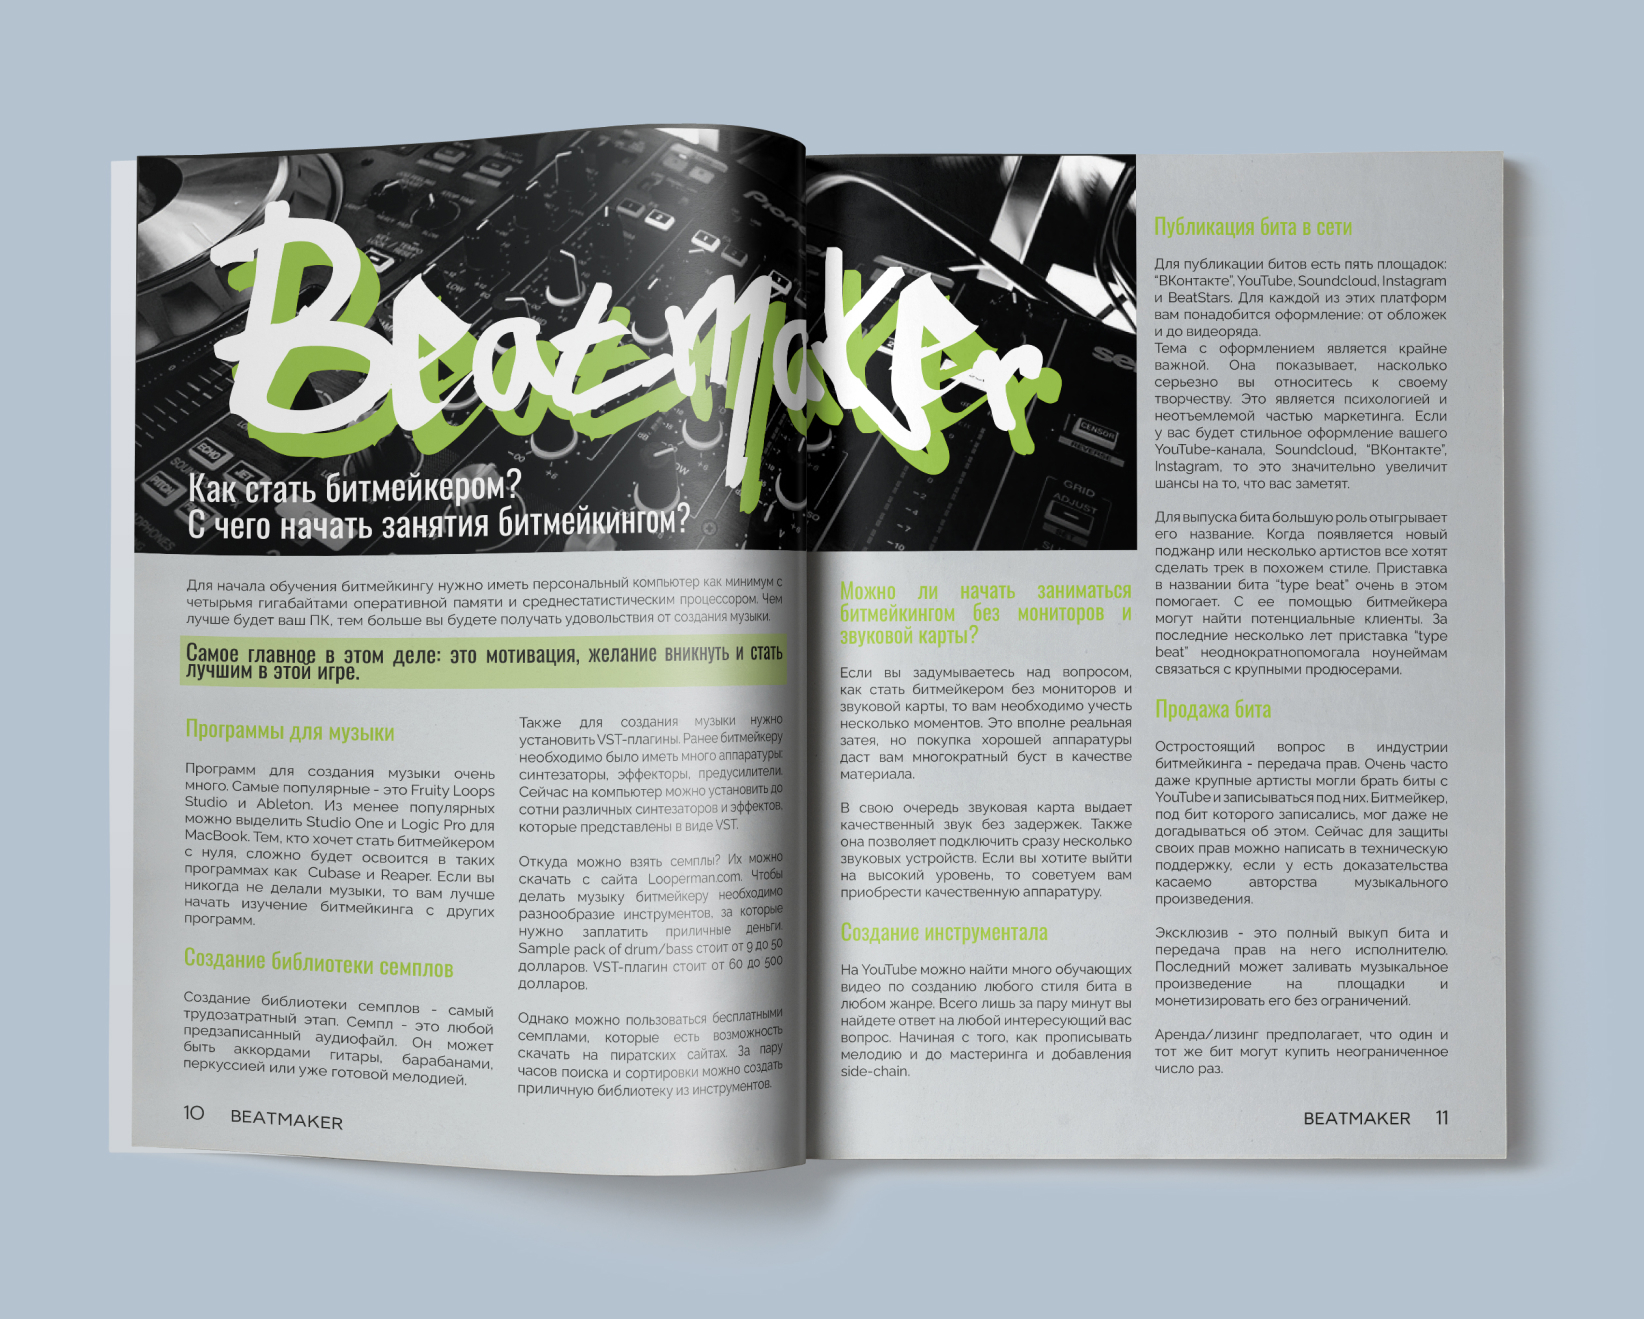 Beatmaker
Как стать битмейкером?
С чего начать занятия битмейкингом?
Для начала обучения битмейкингу нужно иметь персональный компьютер как минимум с
четырьмя гигабайтами оперативной памяти и среднестатистическим процессором. Чем
лучше будет ваш ПК, тем больше вы будете получать удовольствия от создания музыки.
Самое главное в этом деле: это мотивация, желание вникнуть и стать
лучшим в этой игре.
Программы для музыки
Программ для создания музыки очень
много. Самые популярные - это Fruity Loops
Studio и Ableton. Из менее популярных
можно выделить Studio One и Logic Pro для
MacBook. Тем, кто хочет стать битмейкером
с нуля, сложно будет освоится в таких
программах как Cubase и Reaper. Если вы
никогда не делали музыки, то вам лучше
начать изучение битмейкинга с других
программ.
Создание библиотеки семплов
Создание библиотеки семплов - самый
трудозатратный этап. Семпл - это любой
предзаписанный аудиофайл. Он может
быть аккордами гитары, барабанами,
перкуссией или уже готовой мелодией.
Также для создания музыки нужно
установить VST-плагины. Ранее битмейкеру
необходимо было иметь много аппаратуры:
синтезаторы, эффекторы, предусилители.
Сейчас на компьютер можно установить до
сотни различных синтезаторов и эффектов,
которые представлены в виде VST.
Откуда можно взять семплы? Их можно
скачать с сайта Looperman.com. Чтобы
делать музыку битмейкеру необходимо
разнообразие инструментов, за которые
нужно заплатить приличные деньги.
Sample pack of drum/bass стоит от 9 до 50
долларов. VST-плагин стоит от 60 до 500
долларов.
Однако можно пользоваться бесплатными
семплами, которые есть возможность
скачать на пиратских сайтах. За пару
часов поиска и сортировки можно создать
приличную библиотеку из инструментов.
10 BEATMAKER
Можно ли начать заниматься
битмейкингом без мониторов и
звуковой карты?
Если вы задумываетесь над вопросом,
как стать битмейкером без мониторов и
звуковой карты, то вам необходимо учесть
несколько моментов. Это вполне реальная
затея, но покупка хорошей аппаратуры
даст вам многократный буст в качестве
материала.
В свою очередь звуковая карта выдает
качественный звук без задержек. Также
она позволяет подключить сразу несколько
звуковых устройств. Если вы хотите выйти
на высокий уровень, то советуем вам
приобрести качественную аппаратуру.
Создание инструментала
На YouTube можно найти много обучающих
видео по созданию любого стиля бита в
любом жанре. Всего лишь за пару минут вы
найдете ответ на любой интересующий вас
вопрос. Начиная с того, как прописывать
мелодию и до мастеринга и добавления
side-chain.
Публикация бита в сети
Для публикации битов есть пять площадок:
“ВКонтакте”, YouTube, Soundcloud, Instagram
и BeatStars. Для каждой из этих платформ
вам понадобится оформление: от обложек
и до видеоряда.
Тема с оформлением является крайне
важной. Она показывает, насколько
серьезно вы относитесь к своему
творчеству. Это является психологией и
неотъемлемой частью маркетинга. Если
у вас будет стильное оформление вашего
YouTube-канала, Soundcloud, “ВКонтакте”,
Instagram, то это значительно увеличит
шансы на то, что вас заметят.
Для выпуска бита большую роль отыгрывает
его название. Когда появляется новый
поджанр или несколько артистов все хотят
сделать трек в похожем стиле. Приставка
в названии бита “type beat” очень в этом
помогает. С ее помощью битмейкера
могут найти потенциальные клиенты. За
последние несколько лет приставка “type
beat” неоднократнопомогала ноунеймам
связаться с крупными продюсерами.
Продажа бита
Остростоящий вопрос в индустрии
битмейкинга - передача прав. Очень часто
даже крупные артисты могли брать биты с
YouTube и записываться под них. Битмейкер,
под бит которого записались, мог даже не
догадываться об этом. Сейчас для защиты
своих прав можно написать в техническую
поддержку, если у есть доказательства
касаемо авторства музыкального
произведения.
Эксклюзив - это полный выкуп бита и
передача прав на него исполнителю.
Последний может заливать музыкальное
произведение на площадки и
монетизировать его без ограничений.
Аренда/лизинг предполагает, что один и
тот же бит могут купить неограниченное
число раз.
BEATMAKER 11